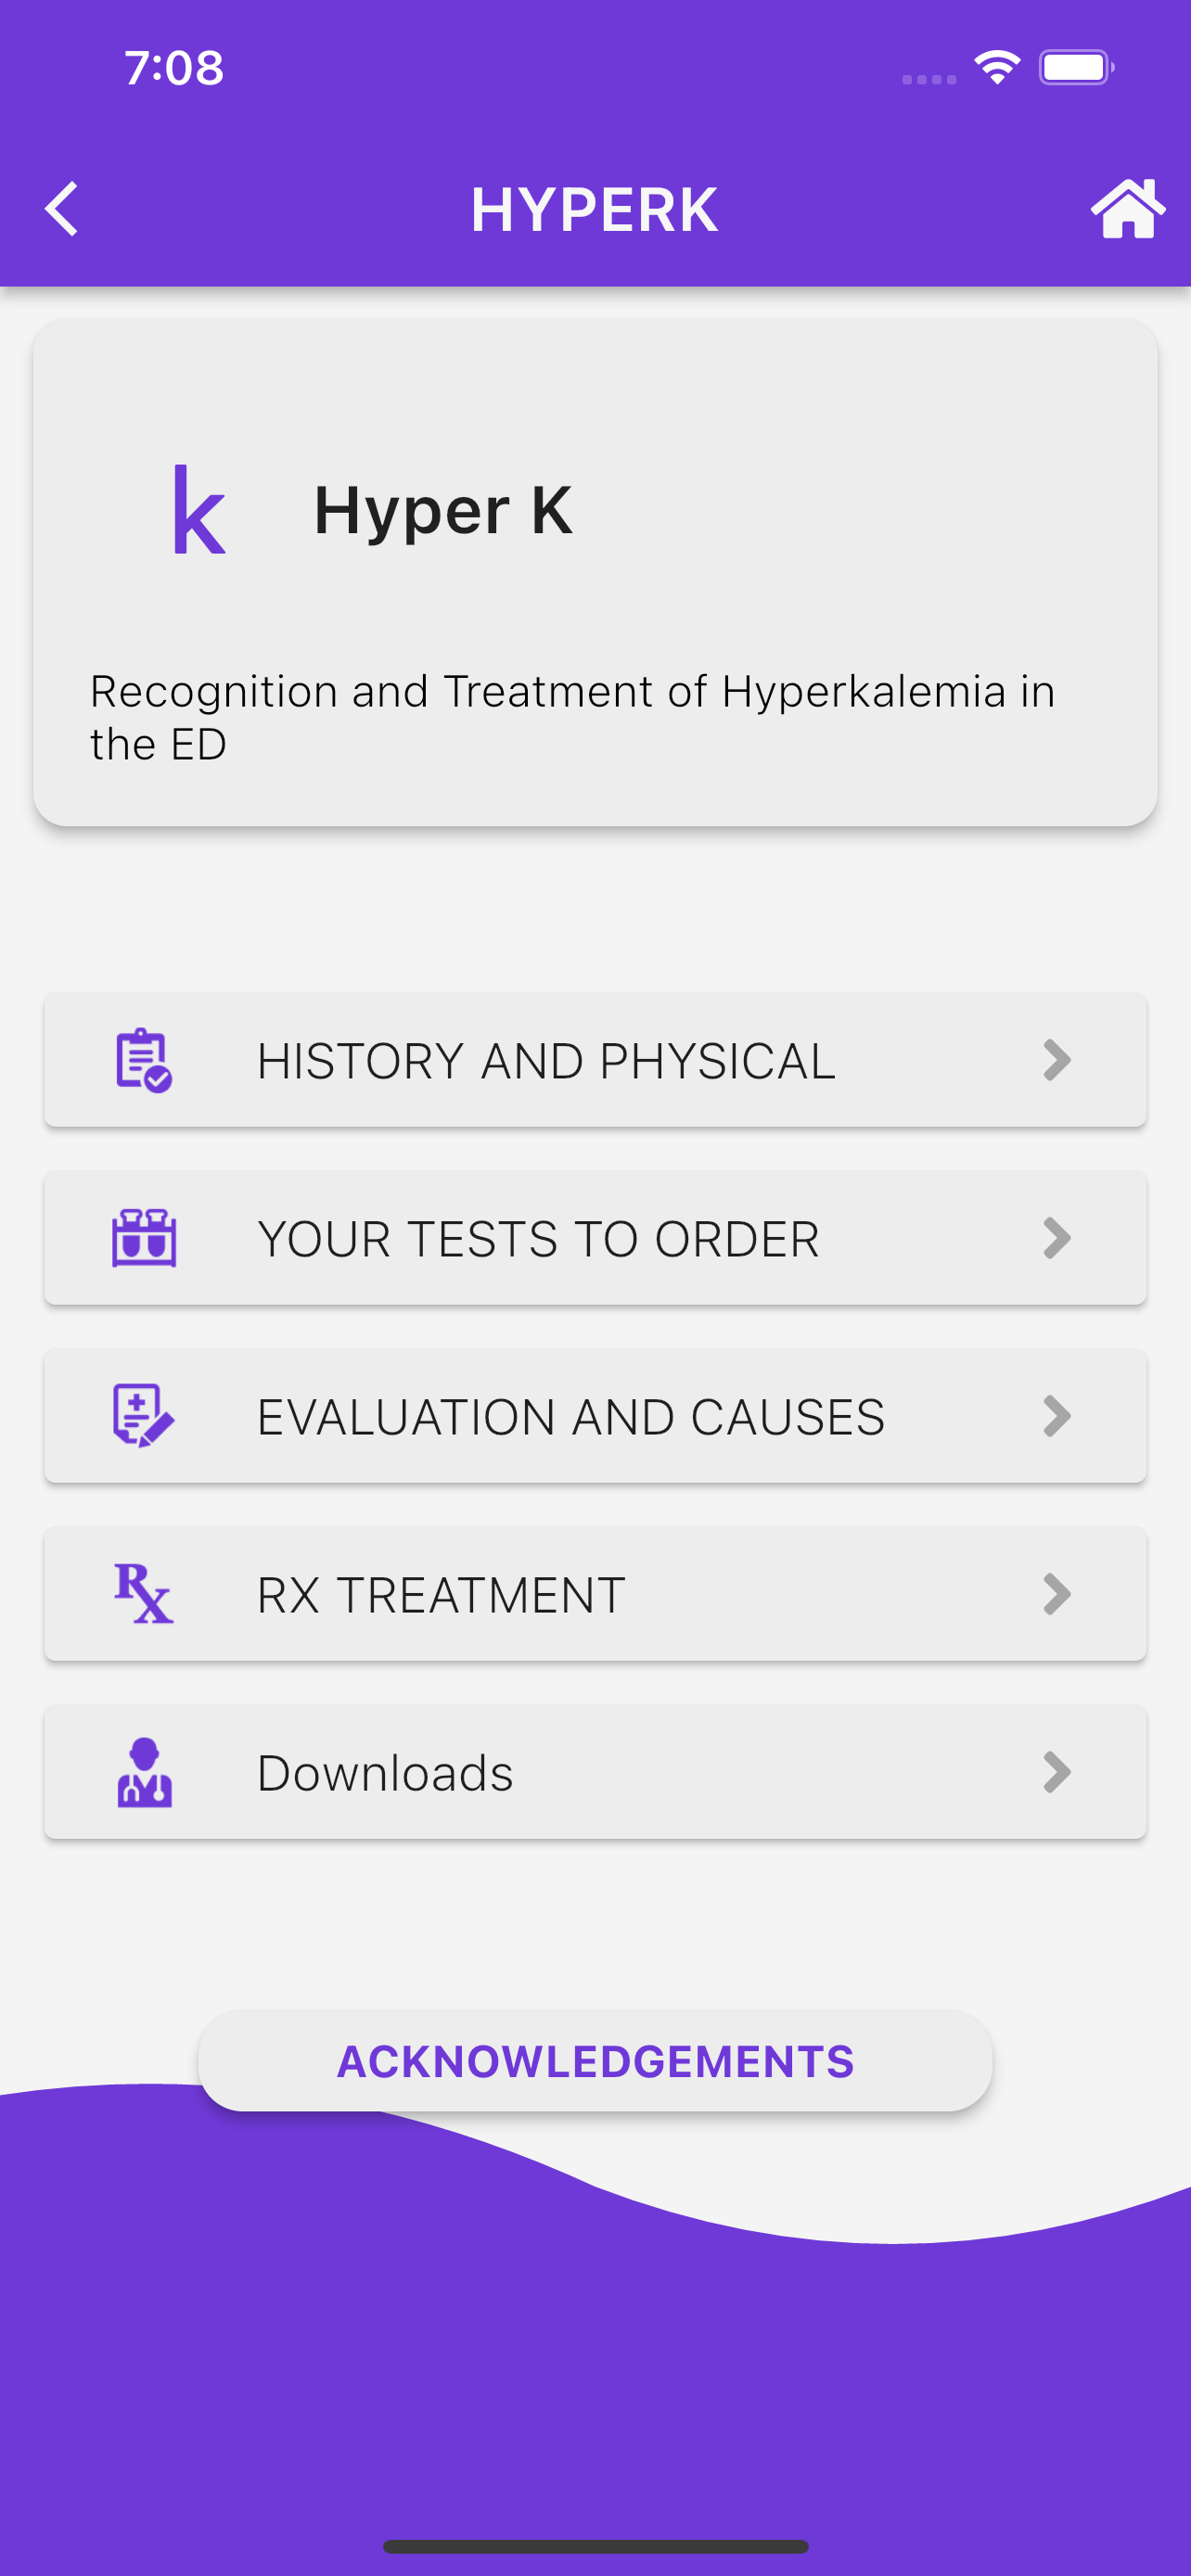 7:08
HYPERK
k
Hyper K
Recognition and Treatment of Hyperkalemia in
the ED
HISTORY AND PHYSICAL
YOUR TESTS TO ORDER
EVALUATION AND CAUSES
Rx
RX TREATMENT
Downloads
ACKNOWLEDGEMENTS